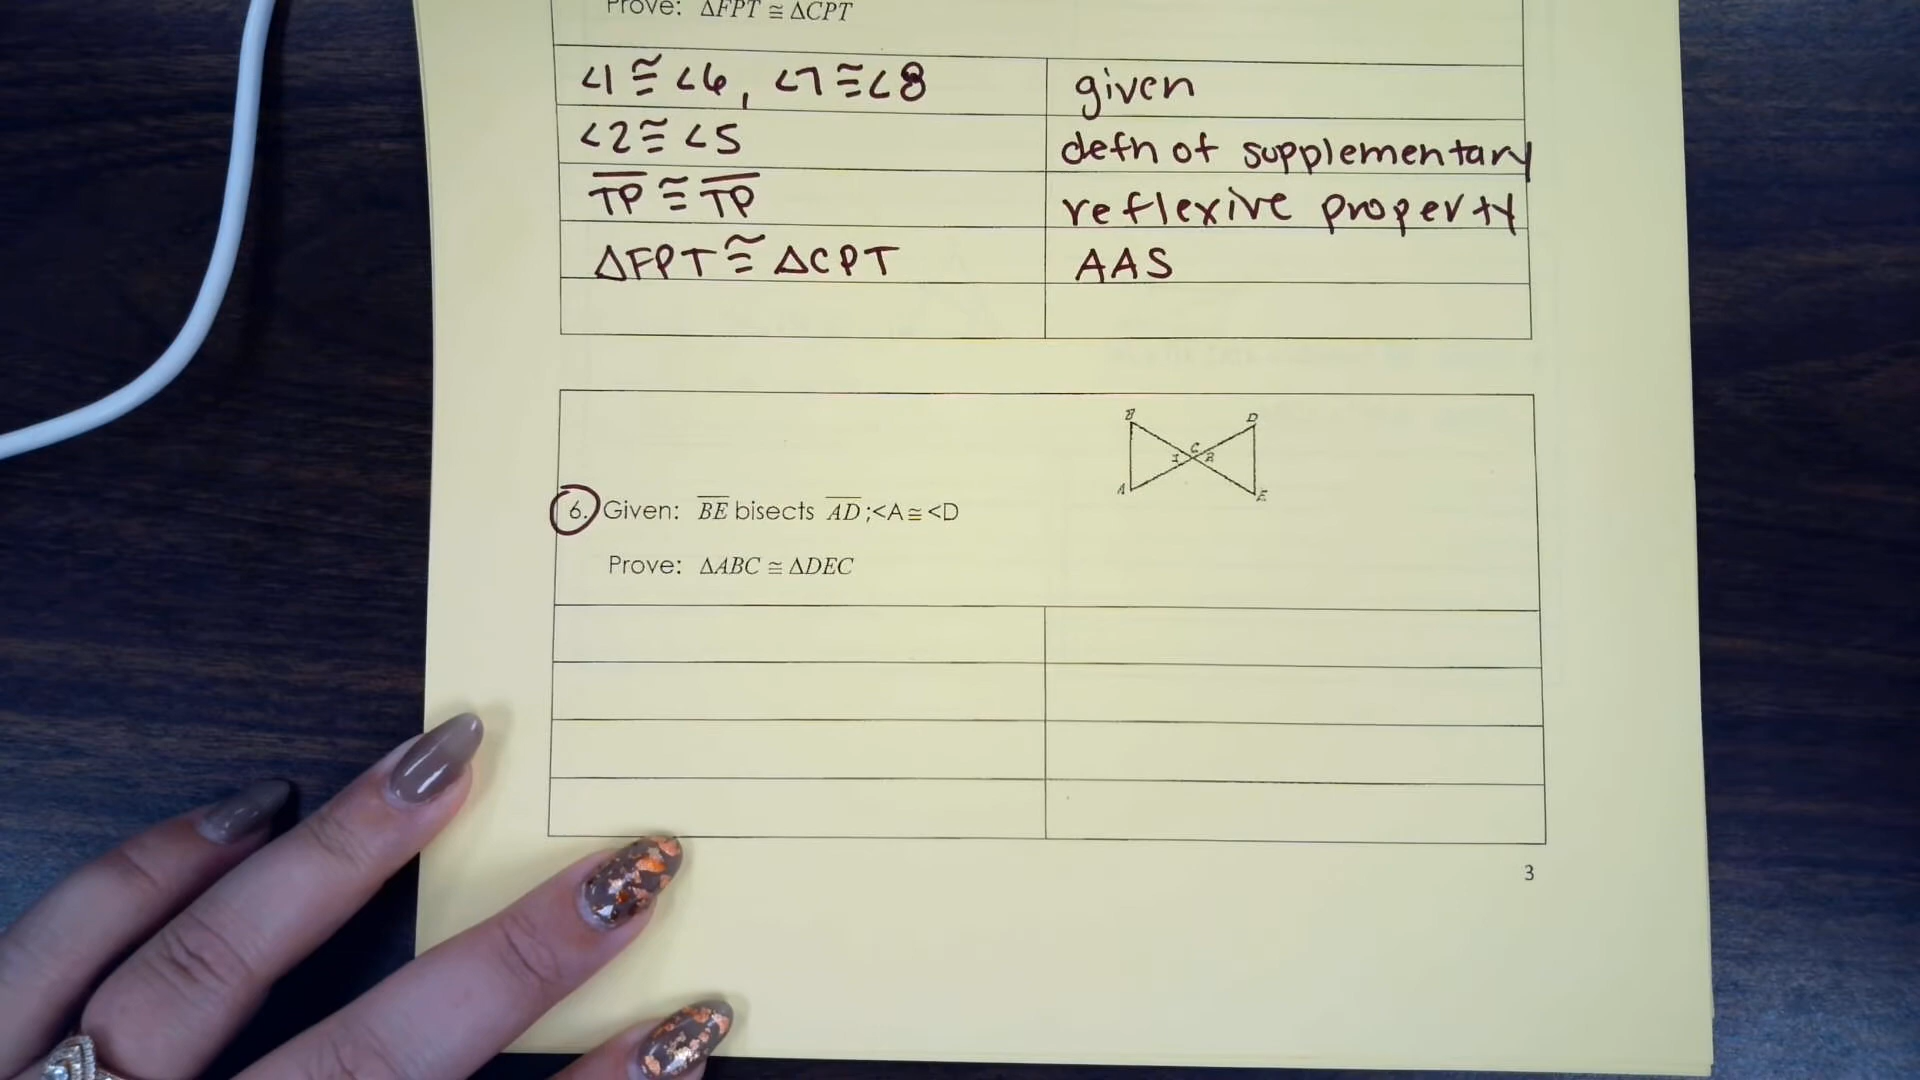 Prove: ΔFPT ≅ ΔCPT
<1 ≅ <6, <7 ≅ <8 given
<2 ≅ <5 defn of supplementary
TP ≅ TP reflexive property
ΔFPT ≅ ΔCPT AAS
B D
C
1 2
A E
6. Given: BE bisects AD ;<A ≅ <D
Prove: ΔABC ≅ ΔDEC
3